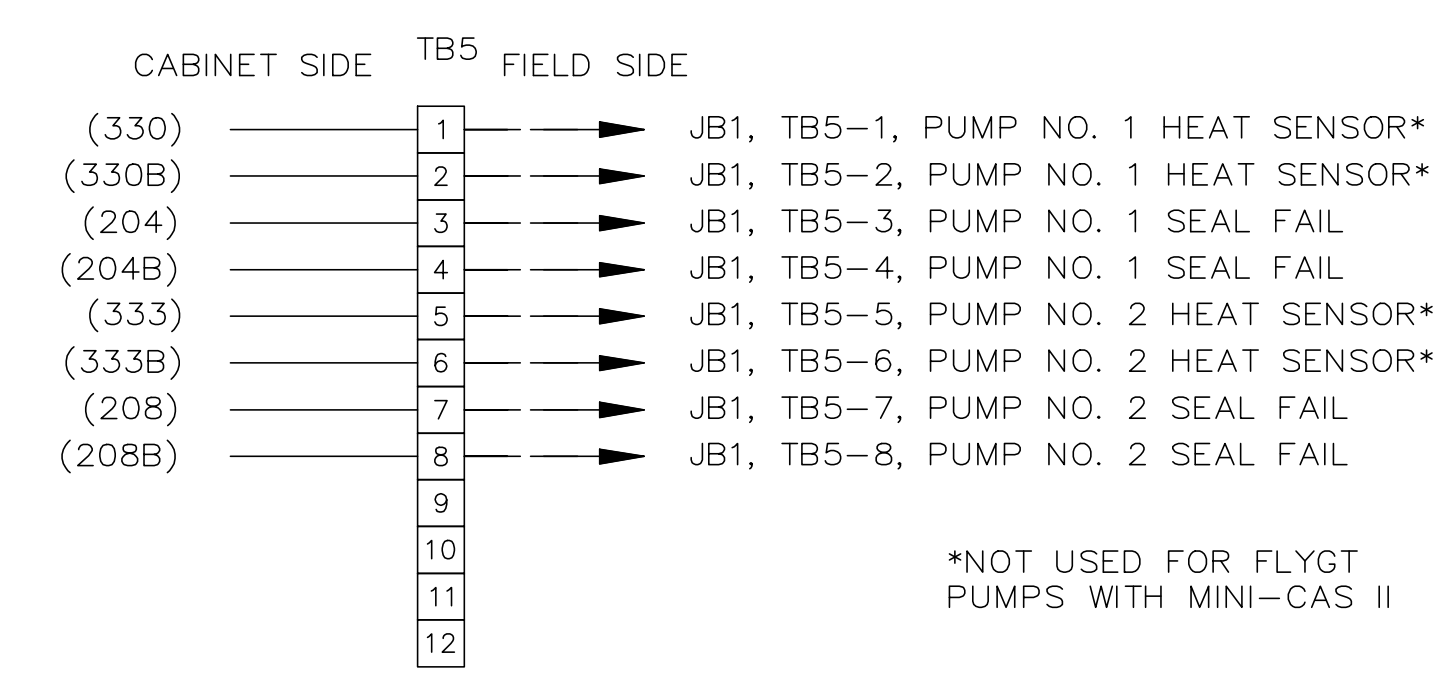 TB5
CABINET SIDE FIELD SIDE
(330) 1 JB1, TB5-1, PUMP NO. 1 HEAT SENSOR*
(330B) 2 JB1, TB5-2, PUMP NO. 1 HEAT SENSOR*
(204) 3 JB1, TB5-3, PUMP NO. 1 SEAL FAIL
(204B) 4 JB1, TB5-4, PUMP NO. 1 SEAL FAIL
(333) 5 JB1, TB5-5, PUMP NO. 2 HEAT SENSOR*
(333B) 6 JB1, TB5-6, PUMP NO. 2 HEAT SENSOR*
(208) 7 JB1, TB5-7, PUMP NO. 2 SEAL FAIL
(208B) 8 JB1, TB5-8, PUMP NO. 2 SEAL FAIL
9
10
11
12
*NOT USED FOR FLYGT
PUMPS WITH MINI-CAS II